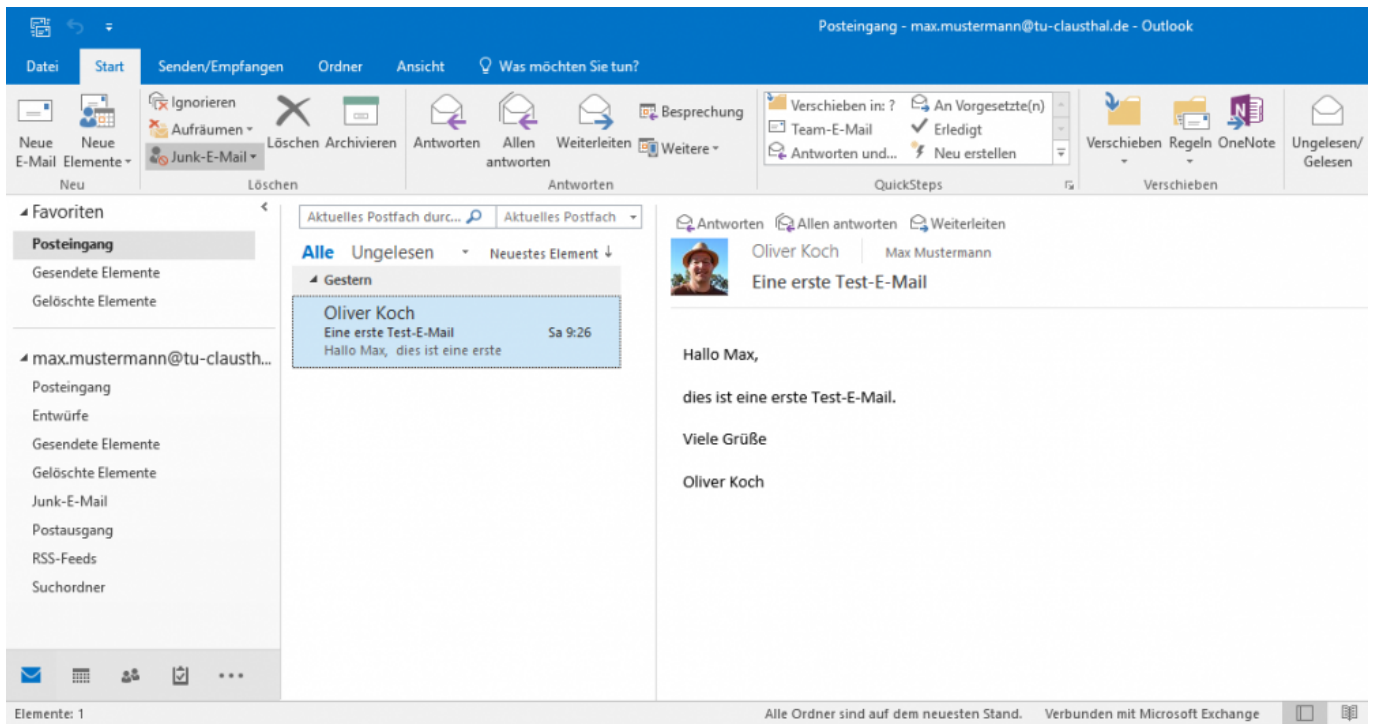 Posteingang - max.mustermann@tu-clausthal.de - Outlook
Datei Start Senden/Empfangen Ordner Ansicht Was möchten Sie tun?
Neue E-Mail
Neue Elemente
Ignorieren
Aufräumen
Junk-E-Mail
Löschen
Archivieren
Antworten
Allen antworten
Weiterleiten
Besprechung
Weitere
Verschieben in: ?
Team-E-Mail
Antworten und...
An Vorgesetzte(n)
Erledigt
Neu erstellen
Verschieben
Regeln
OneNote
Ungelesen/
Gelesen
Neu
Löschen
Antworten
QuickSteps
Verschieben
Favoriten
Posteingang
Gesendete Elemente
Gelöschte Elemente
max.mustermann@tu-clausth...
Posteingang
Entwürfe
Gesendete Elemente
Gelöschte Elemente
Junk-E-Mail
Postausgang
RSS-Feeds
Suchordner
Aktuelles Postfach durc... Aktuelles Postfach
Alle Ungelesen Neuestes Element ↓
Gestern
Oliver Koch
Eine erste Test-E-Mail Sa 9:26
Hallo Max, dies ist eine erste
Antworten Allen antworten Weiterleiten
Oliver Koch Max Mustermann
Eine erste Test-E-Mail
Hallo Max,
dies ist eine erste Test-E-Mail.
Viele Grüße
Oliver Koch
Elemente: 1
Alle Ordner sind auf dem neuesten Stand. Verbunden mit Microsoft Exchange